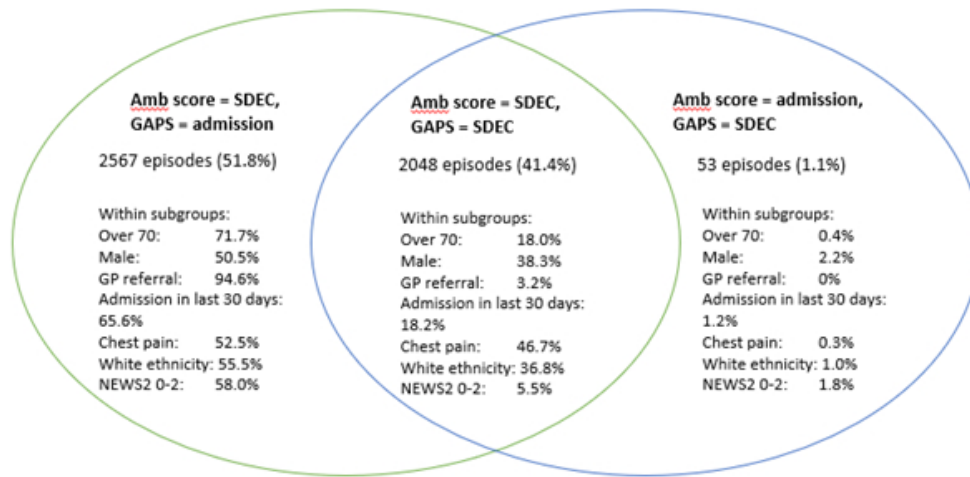 Amb score = SDEC,
GAPS = admission
2567 episodes (51.8%)
Within subgroups:
Over 70: 71.7%
Male: 50.5%
GP referral: 94.6%
Admission in last 30 days:
65.6%
Chest pain: 52.5%
White ethnicity: 55.5%
NEWS2 0-2: 58.0%
Amb score = SDEC,
GAPS = SDEC
2048 episodes (41.4%)
Within subgroups:
Over 70: 18.0%
Male: 38.3%
GP referral: 3.2%
Admission in last 30 days:
18.2%
Chest pain: 46.7%
White ethnicity: 36.8%
NEWS2 0-2: 5.5%
Amb score = admission,
GAPS = SDEC
53 episodes (1.1%)
Within subgroups:
Over 70: 0.4%
Male: 2.2%
GP referral: 0%
Admission in last 30 days:
1.2%
Chest pain: 0.3%
White ethnicity: 1.0%
NEWS2 0-2: 1.8%